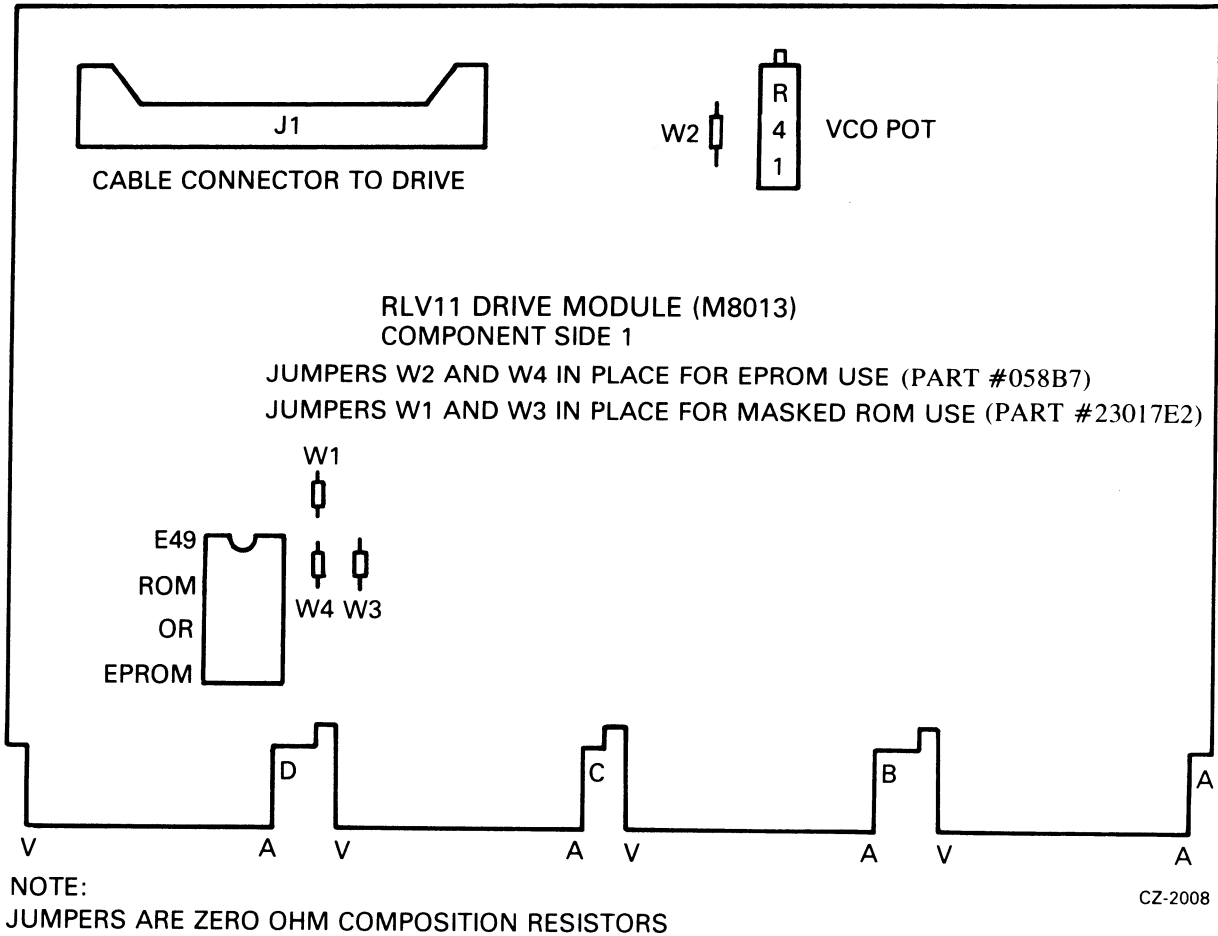 R
4
1
W2
VCO POT
J1
CABLE CONNECTOR TO DRIVE
RLV11 DRIVE MODULE (M8013)
COMPONENT SIDE 1
JUMPERS W2 AND W4 IN PLACE FOR EPROM USE (PART #058B7)
JUMPERS W1 AND W3 IN PLACE FOR MASKED ROM USE (PART #23017E2)
W1
E49
ROM
OR
EPROM
W4 W3
D
C
B
A
V
A
V
A
V
A
V
A
NOTE:
JUMPERS ARE ZERO OHM COMPOSITION RESISTORS
CZ-2008